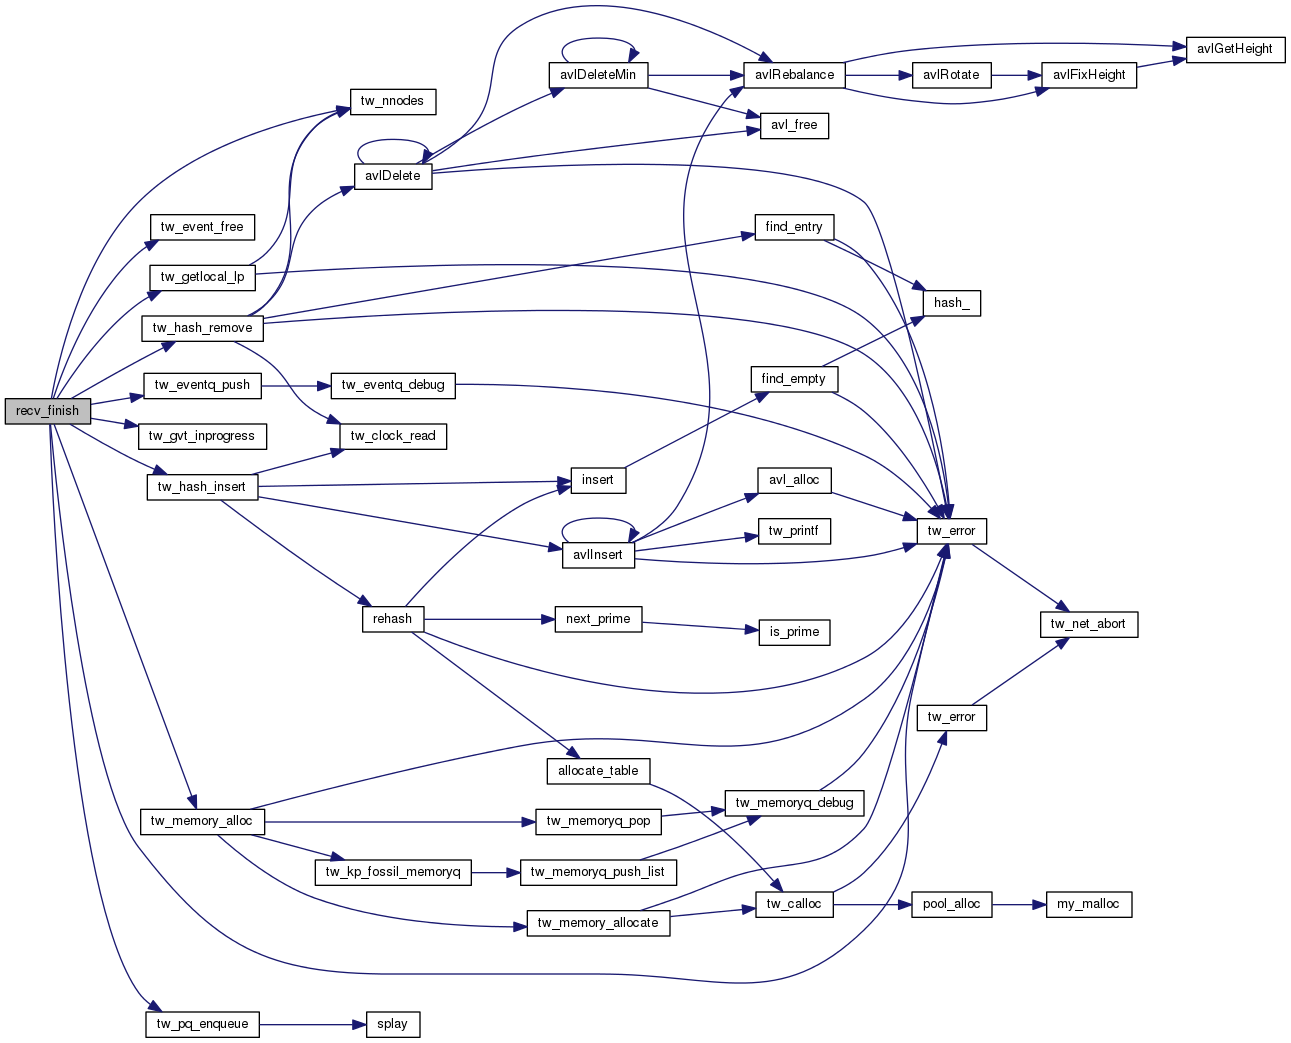 recv_finish
tw_nnodes
tw_event_free
tw_getlocal_lp
tw_hash_remove
tw_eventq_push
tw_gvt_inprogress
tw_hash_insert
tw_memory_alloc
tw_pq_enqueue
avlDelete
tw_eventq_debug
tw_clock_read
rehash
tw_kp_fossil_memoryq
splay
avlDeleteMin
insert
avlInsert
next_prime
allocate_table
tw_memoryq_pop
tw_memoryq_push_list
tw_memory_allocate
avlRebalance
avl_free
find_entry
find_empty
avl_alloc
tw_printf
is_prime
tw_memoryq_debug
tw_calloc
avlRotate
hash_
tw_error
tw_error
pool_alloc
avlFixHeight
tw_net_abort
my_malloc
avlGetHeight